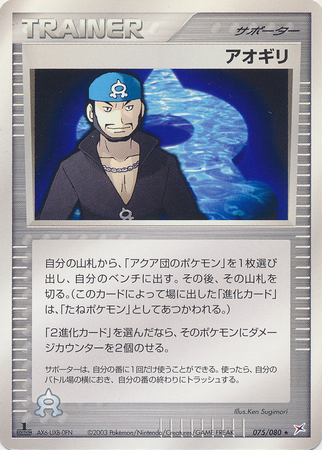 TRAINER
サポーター
アオギリ
自分の山札から、「アクア団のポケモン」を1枚選び
出し、自分のベンチに出す。その後、その山札を
切る。（このカードによって場に出した「進化カード」
は、「たねポケモン」としてあつかわれる。）
「2進化カード」を選んだなら、そのポケモンにダメー
ジカウンターを2個のせる。
サポーターは、自分の番に1回だけ使うことができる。使ったら、自分の
バトル場の横におき、自分の番の終わりにトラッシュする。
Illus.Ken Sugimori
1 AX6-UXB-0FN ©2003 Pokémon/Nintendo/Creatures/GAME FREAK 075/080 ★